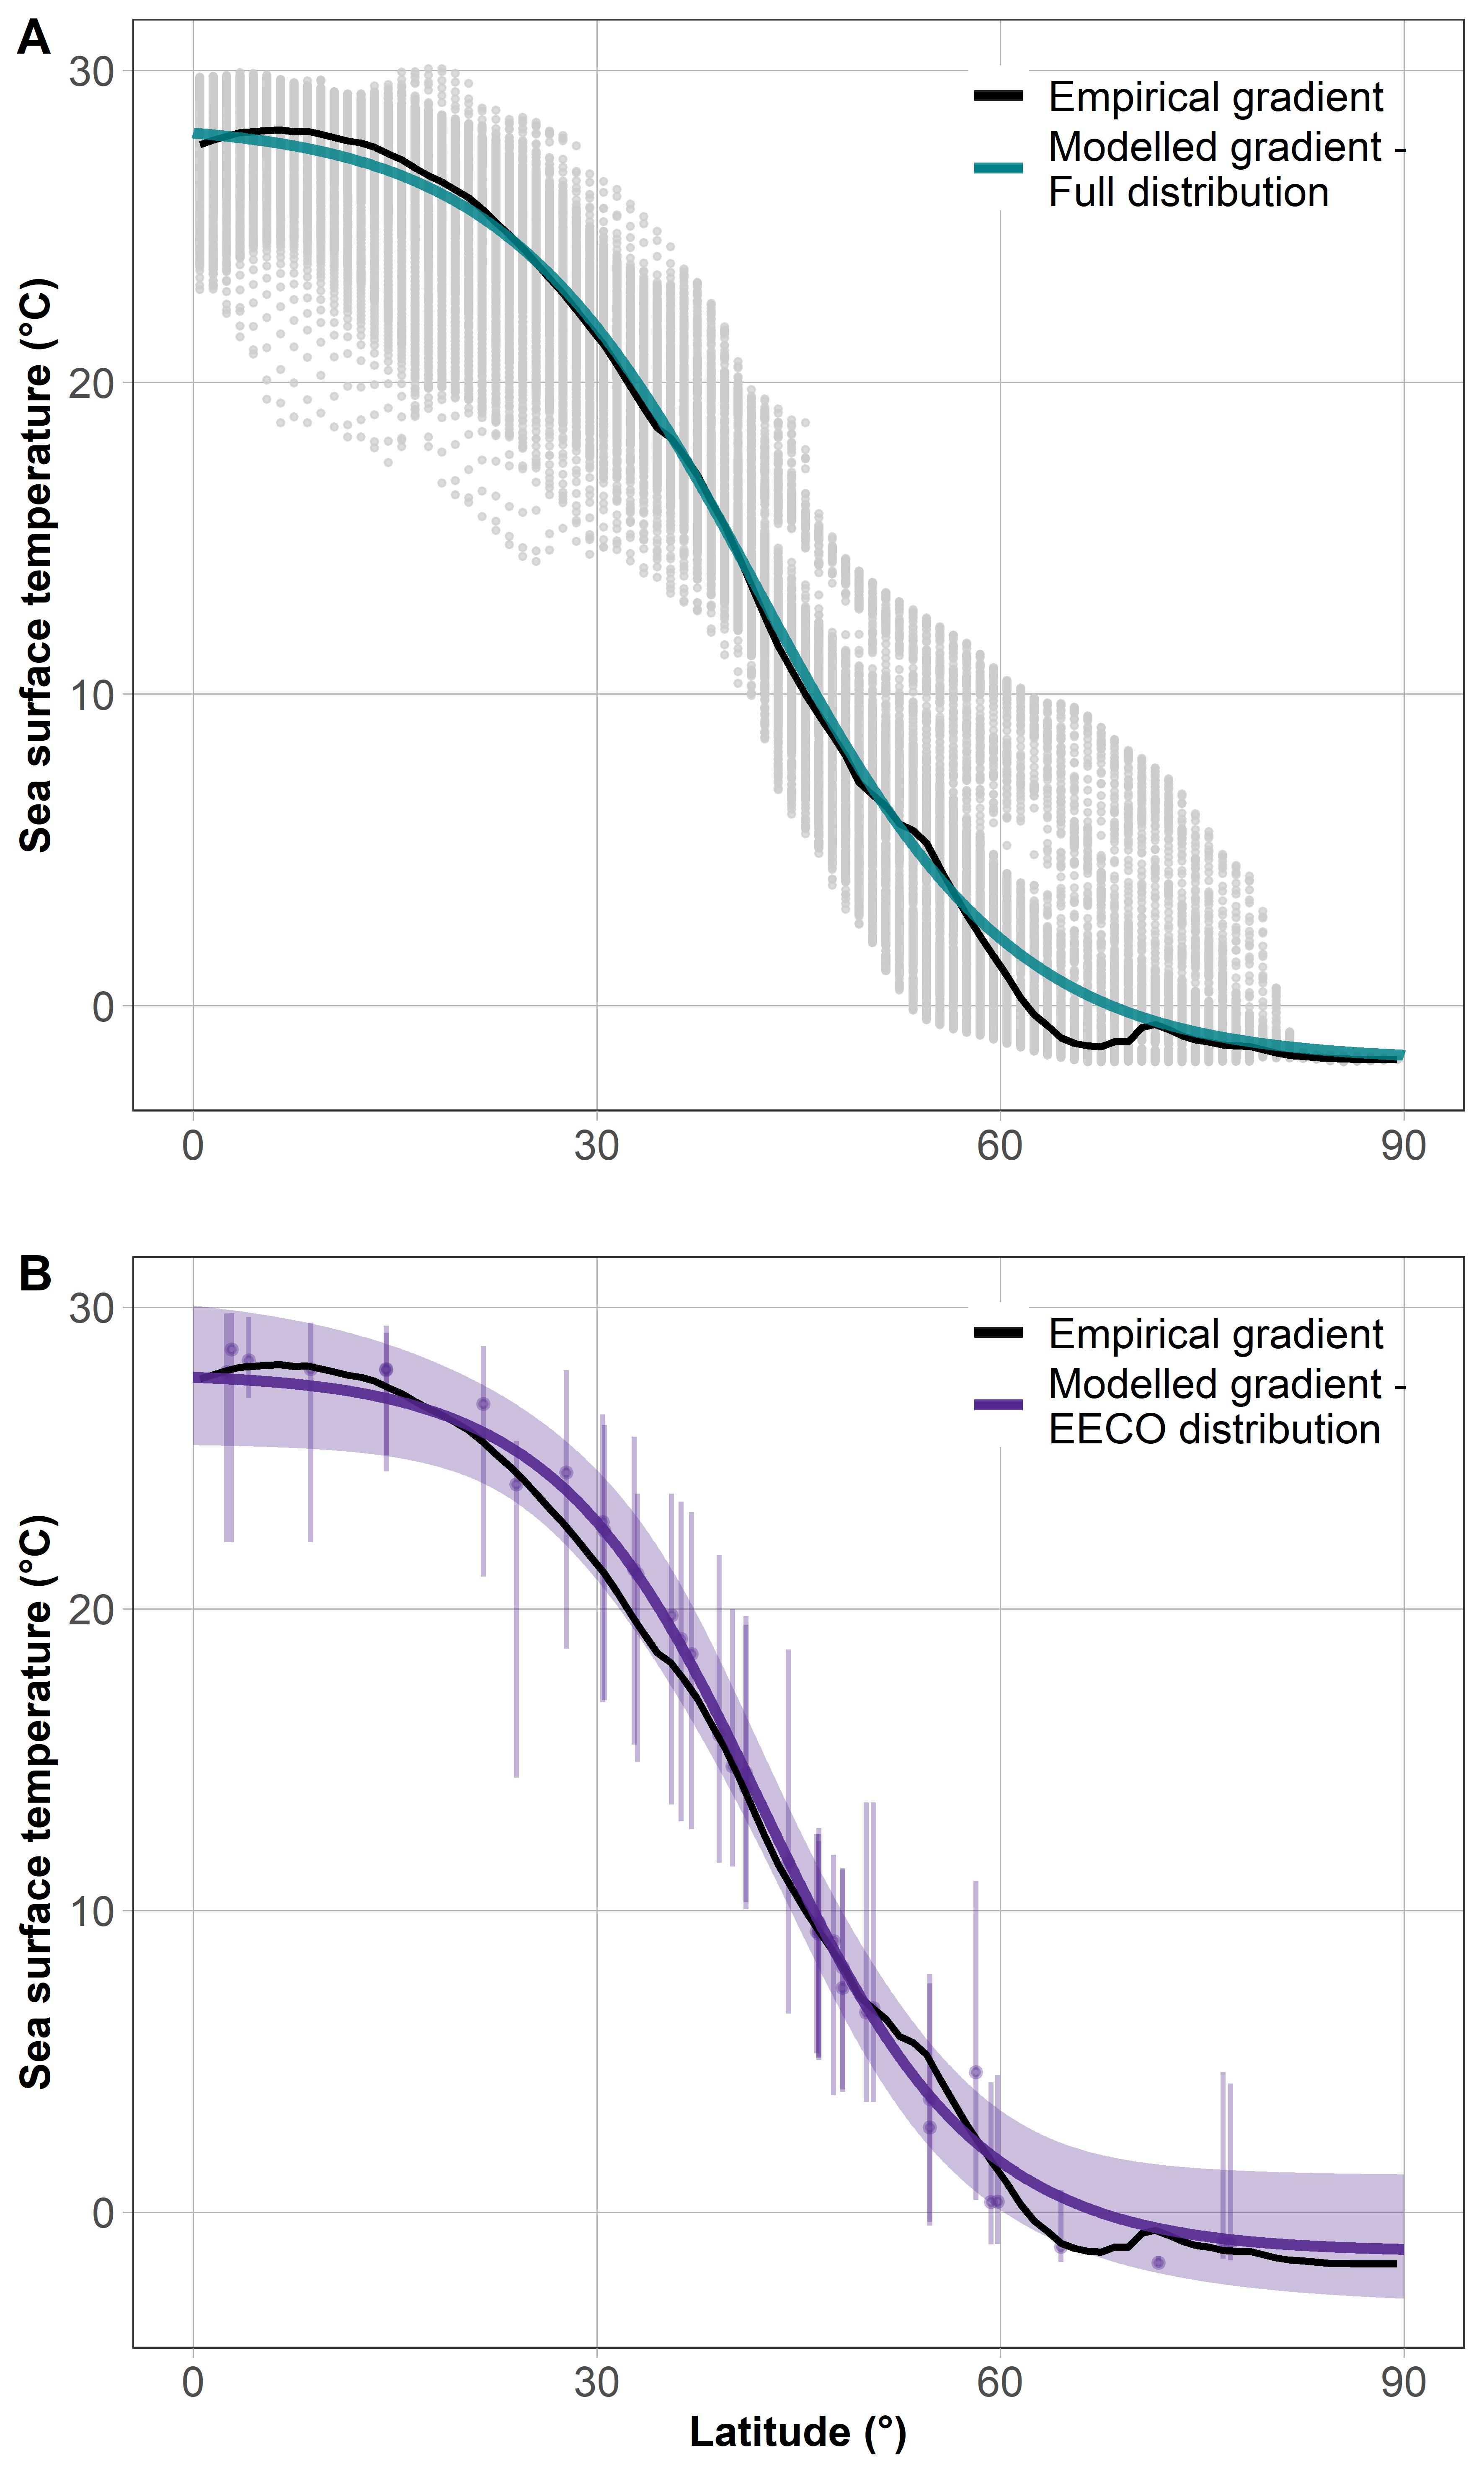 A
Sea surface temperature (°C)
30
20
10
0
Empirical gradient
Modelled gradient -
Full distribution
0 30 60 90
B
Sea surface temperature (°C)
30
20
10
0
Empirical gradient
Modelled gradient -
EECO distribution
0 30 60 90
Latitude (°)